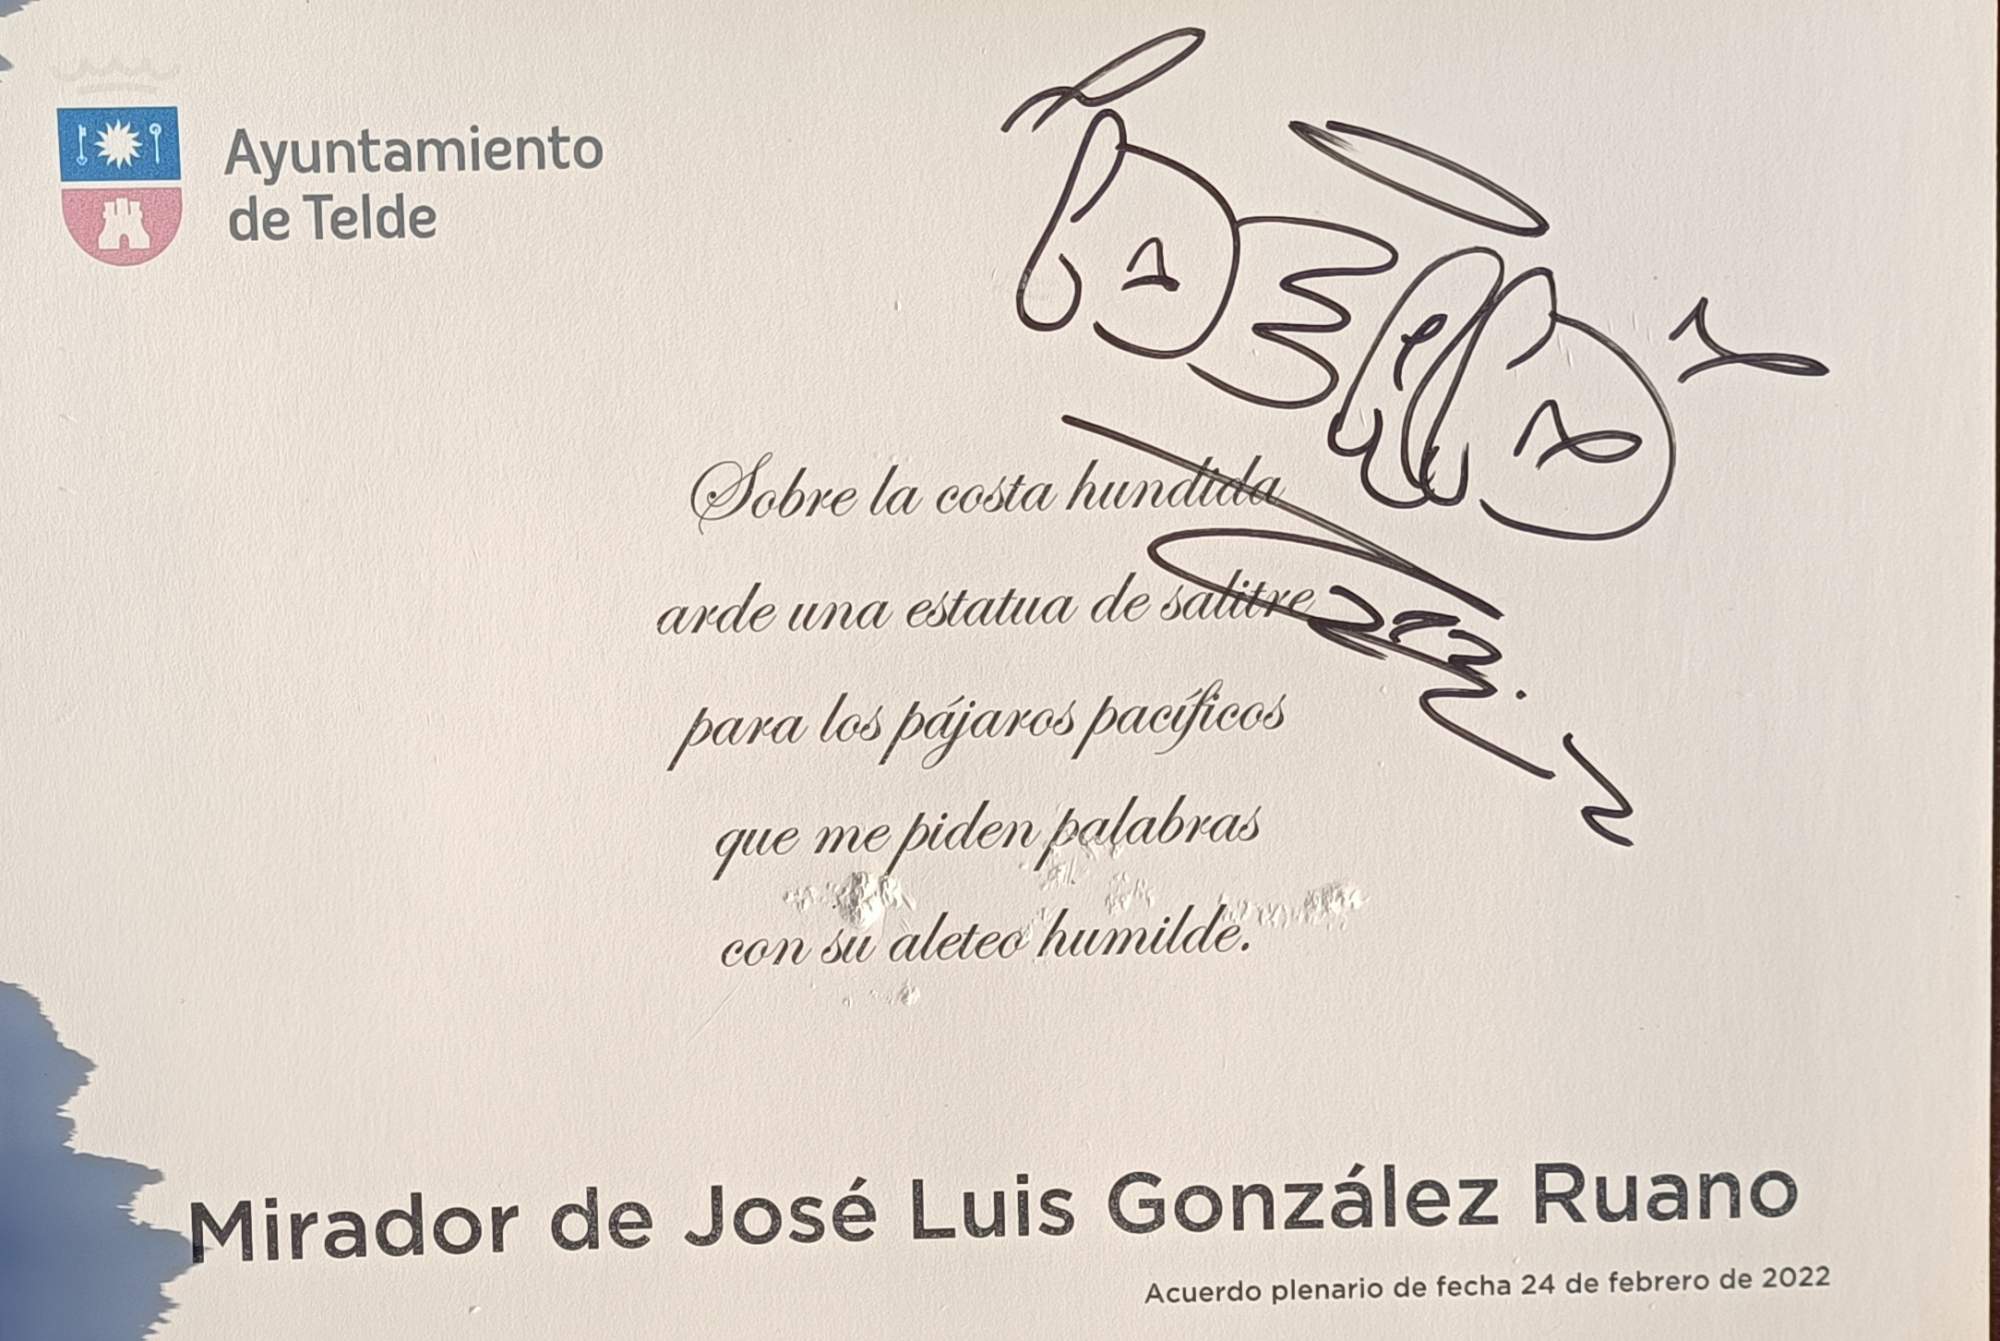 Ayuntamiento
de Telde
Sobre la costa hundida
arde una estatua de salitre
para los pájaros pacíficos
que me piden palabras
con su aleteo humilde.
Mirador de José Luis González Ruano
Acuerdo plenario de fecha 24 de febrero de 2022